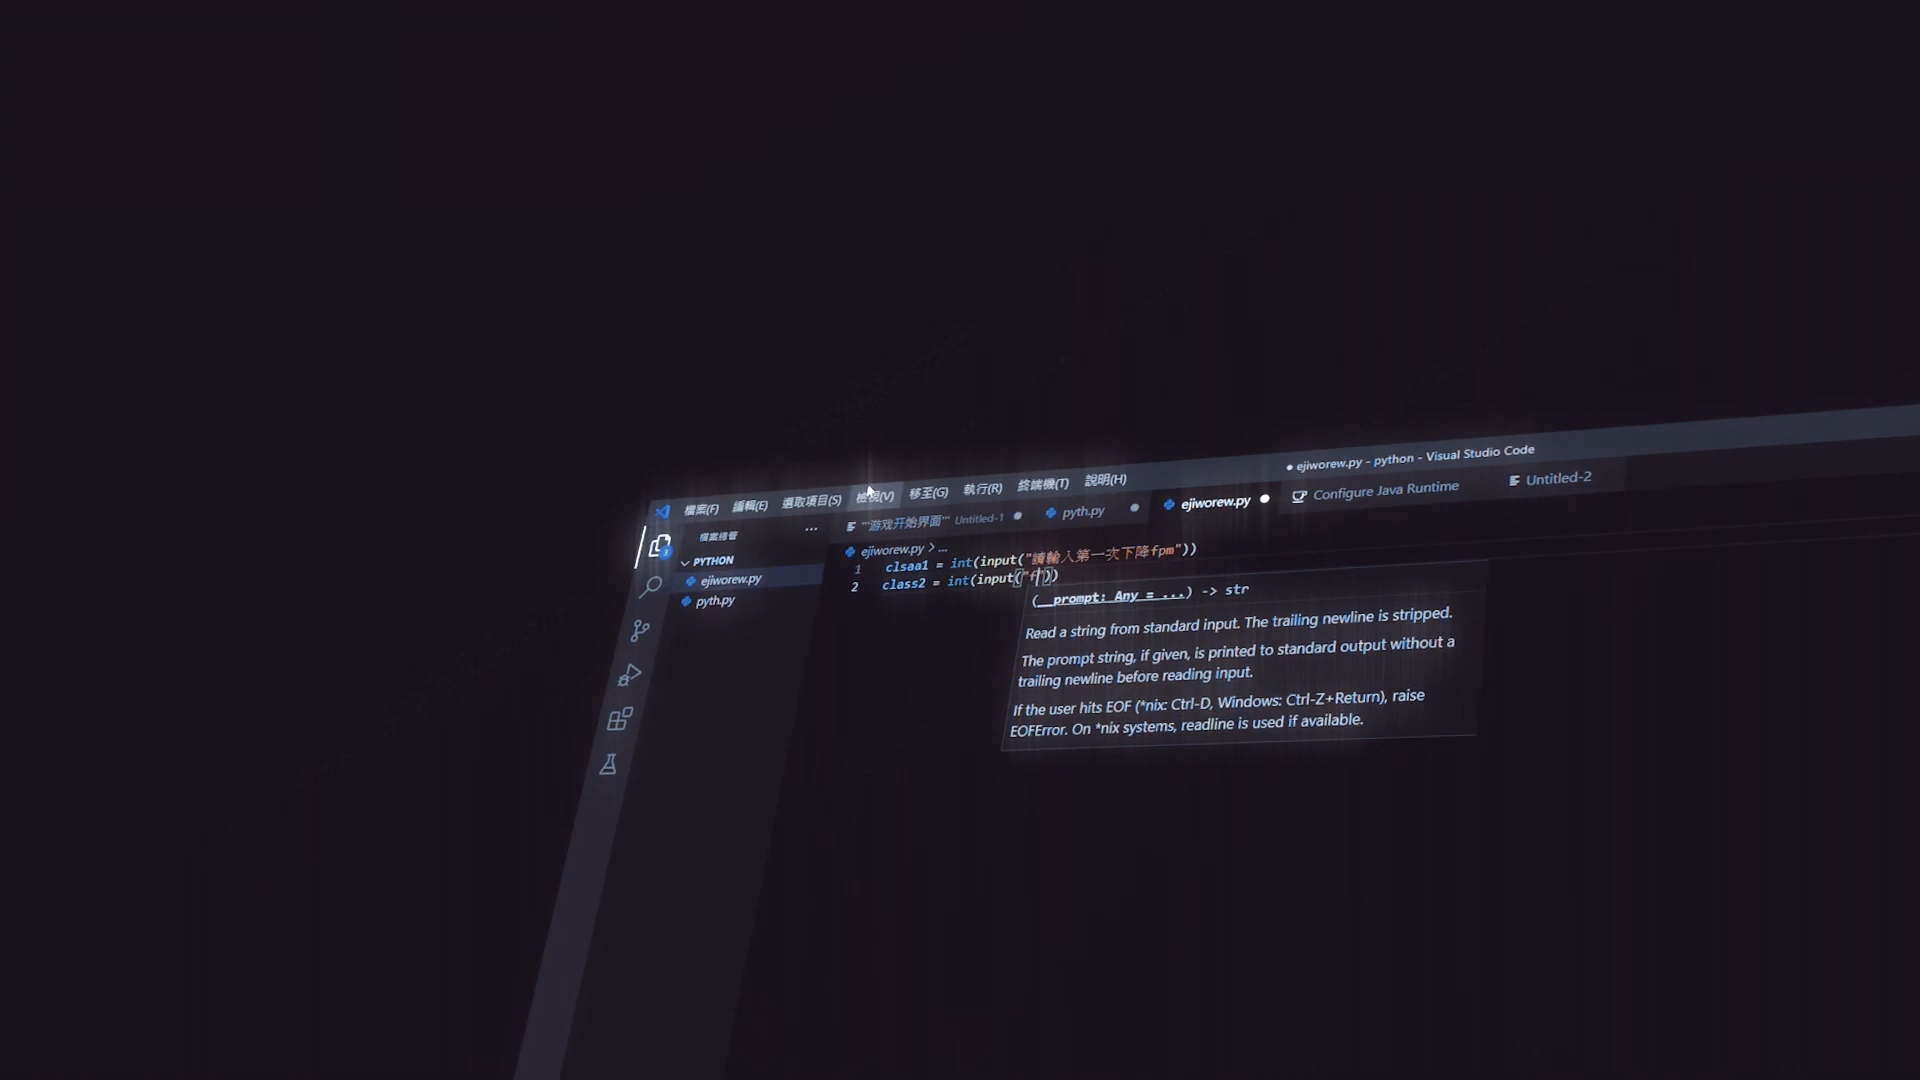 檔案(F) 編輯(E) 選取項目(S) 檢視(V) 移至(G) 執行(R) 終端機(T) 說明(H)
● ejiworew.py - python - Visual Studio Code
檔案總管 ...
'''游戏开始界面''' Untitled-1 ●
pyth.py ●
ejiworew.py ●
Configure Java Runtime
Untitled-2
PYTHON
ejiworew.py
pyth.py
3
ejiworew.py > ...
1 clsaa1 = int(input("請輸入第一次下降fpm"))
2 class2 = int(input("f"))
(__prompt: Any = ...) -> str
Read a string from standard input. The trailing newline is stripped.
The prompt string, if given, is printed to standard output without a
trailing newline before reading input.
If the user hits EOF (*nix: Ctrl-D, Windows: Ctrl-Z+Return), raise
EOFError. On *nix systems, readline is used if available.